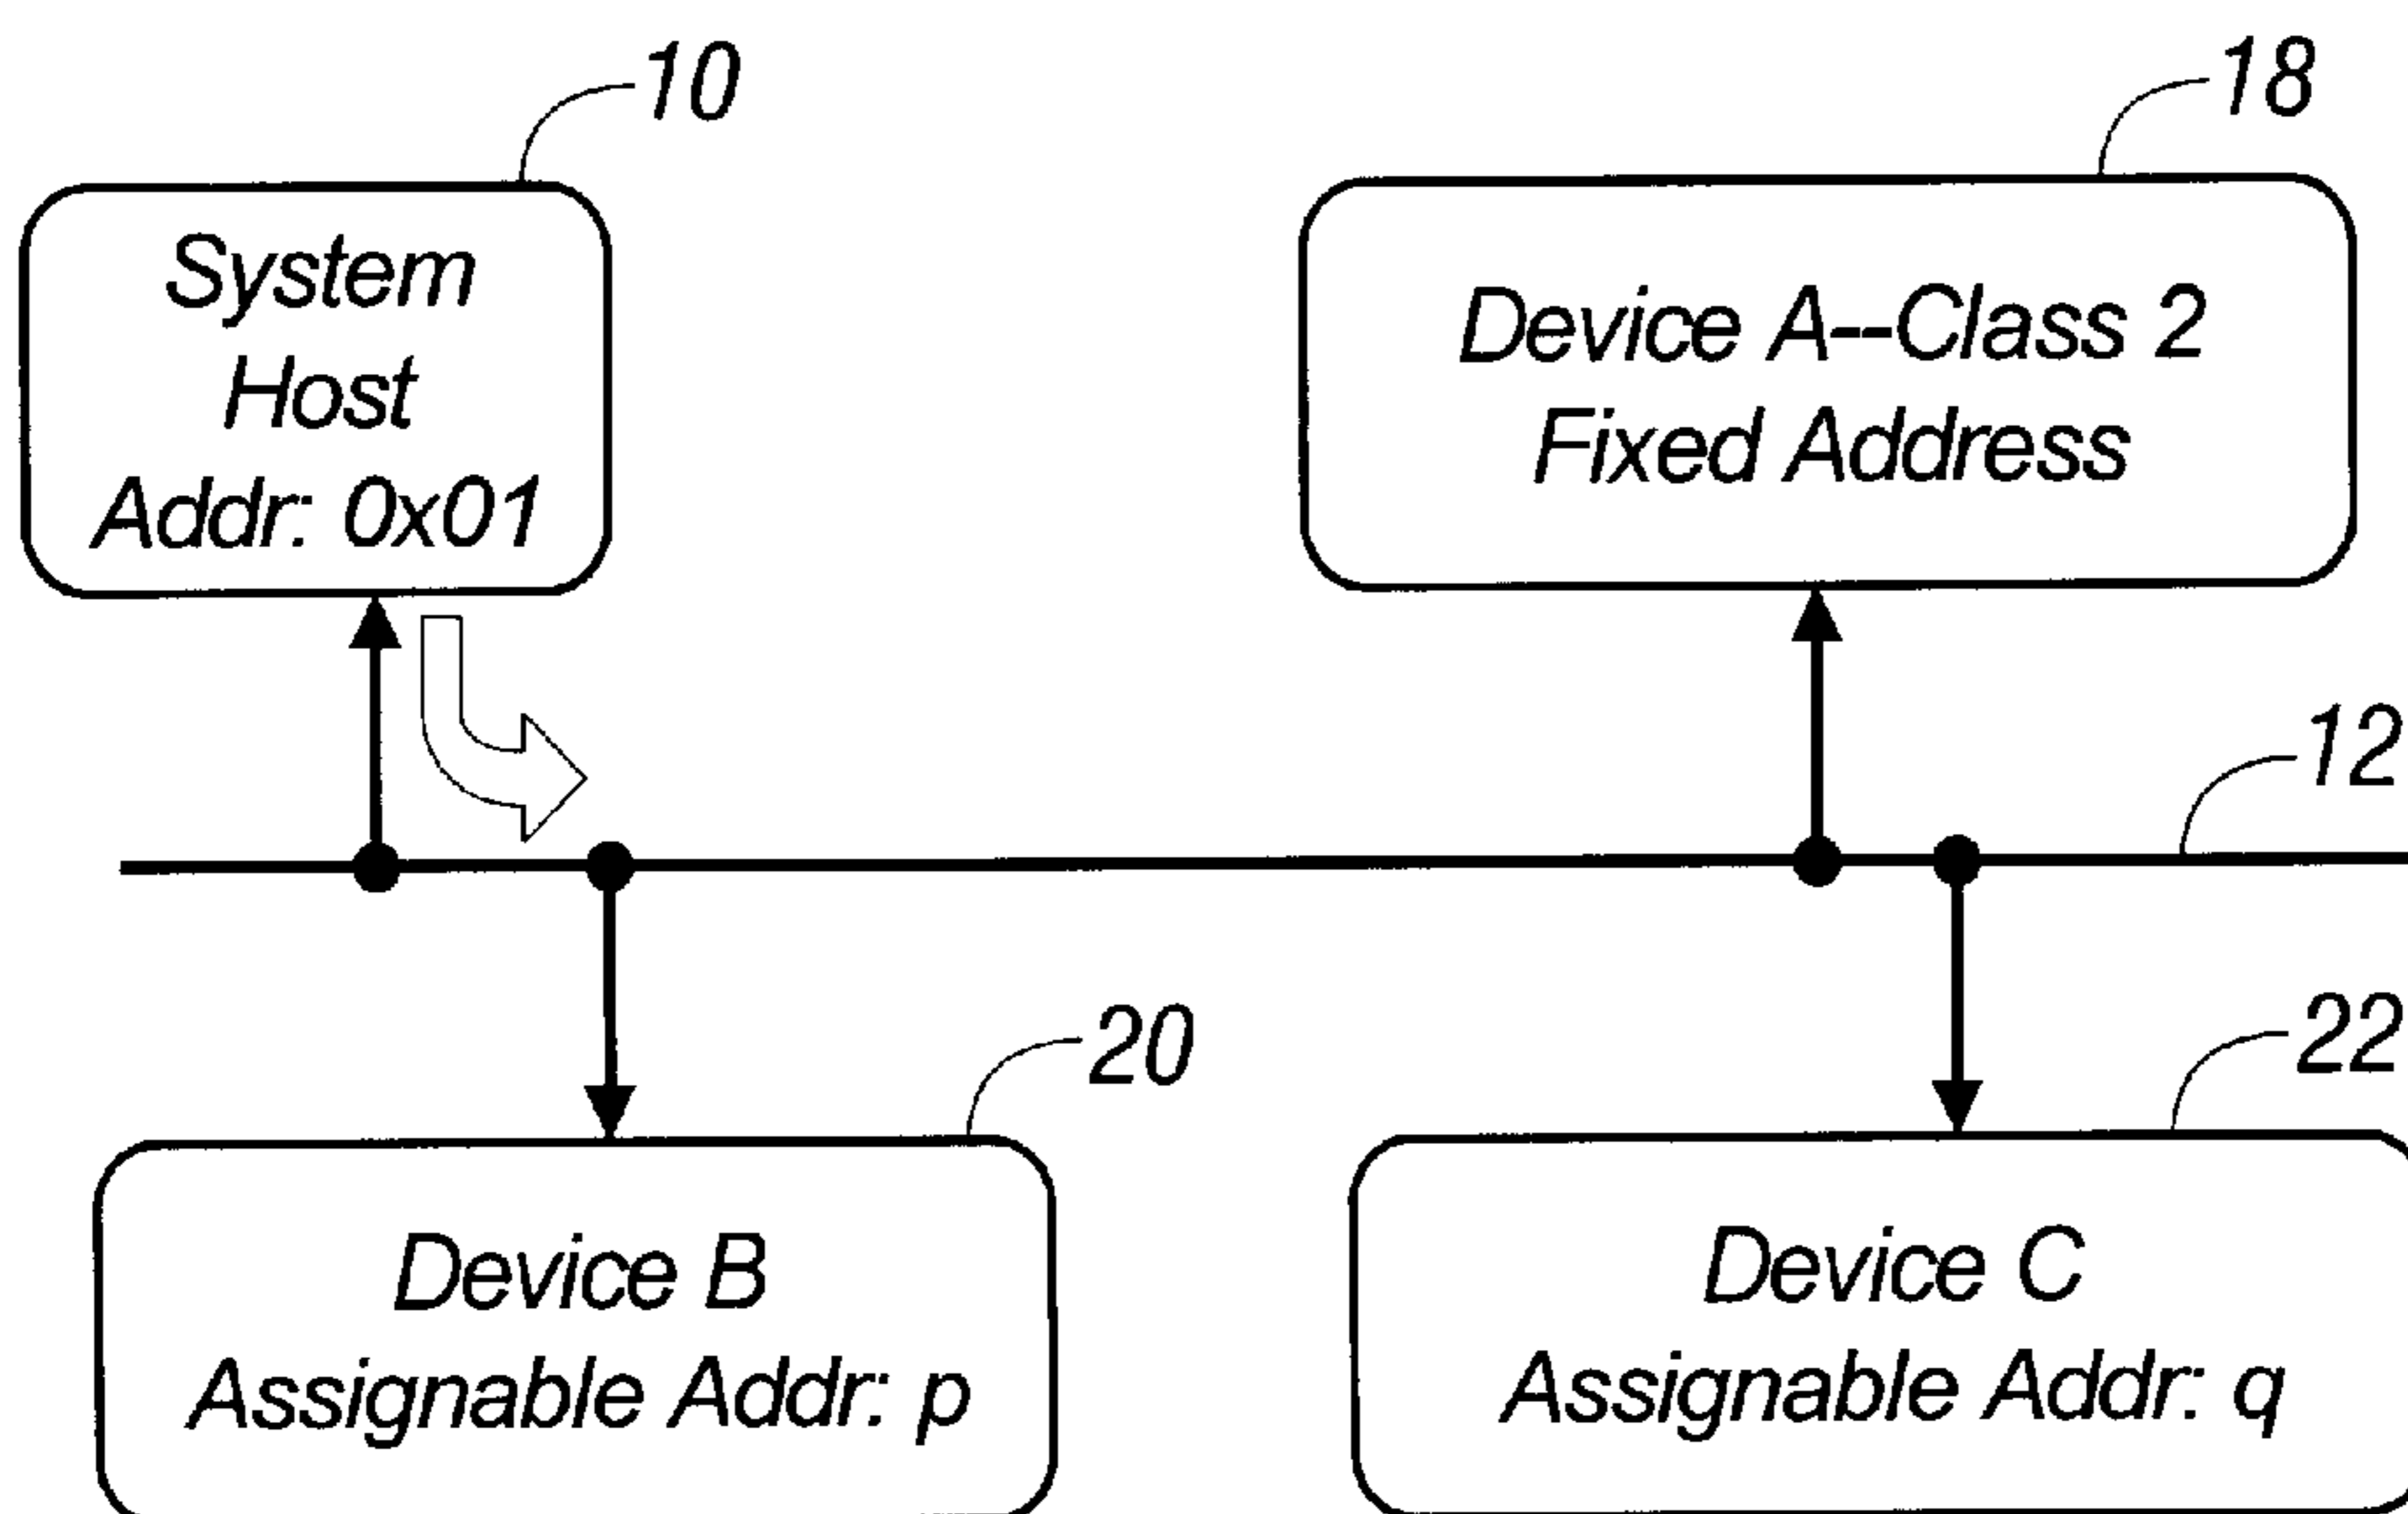 10
18
System
Host
Addr: 0x01
Device A--Class 2
Fixed Address
12
20
22
Device B
Assignable Addr: p
Device C
Assignable Addr: q